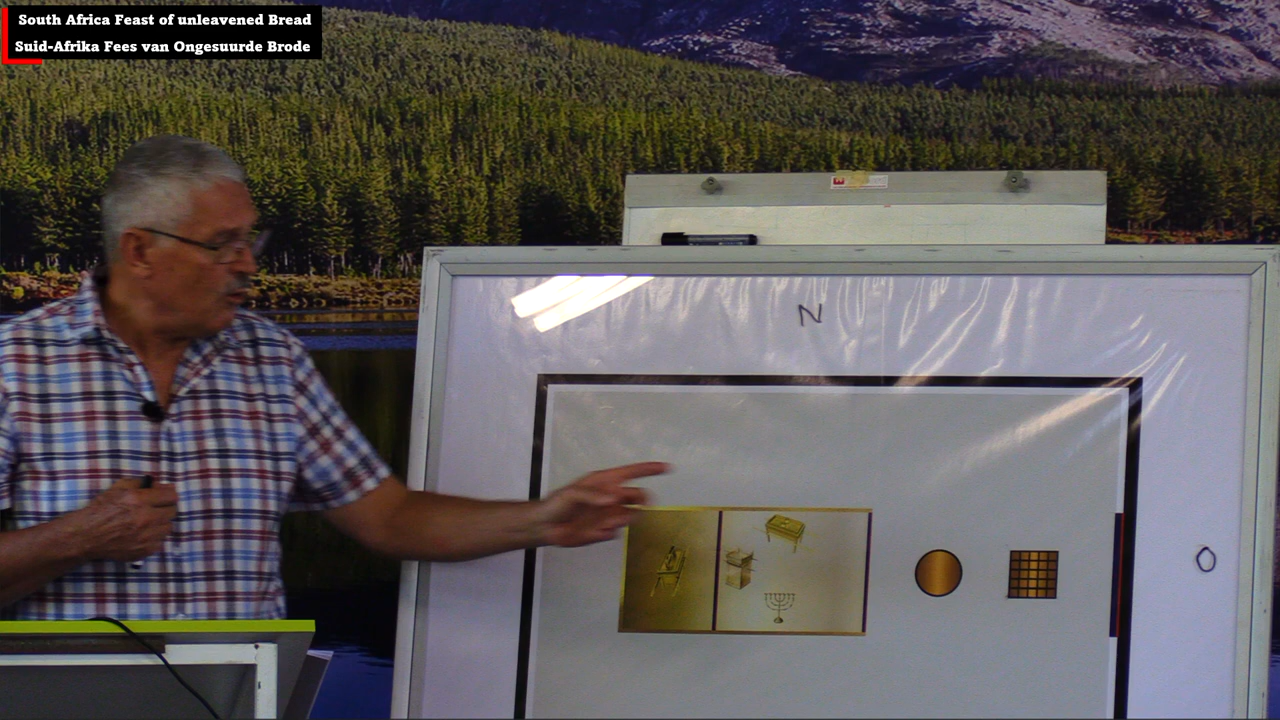 South Africa Feast of unleavened Bread
Suid-Afrika Fees van Ongesuurde Brode
N
O